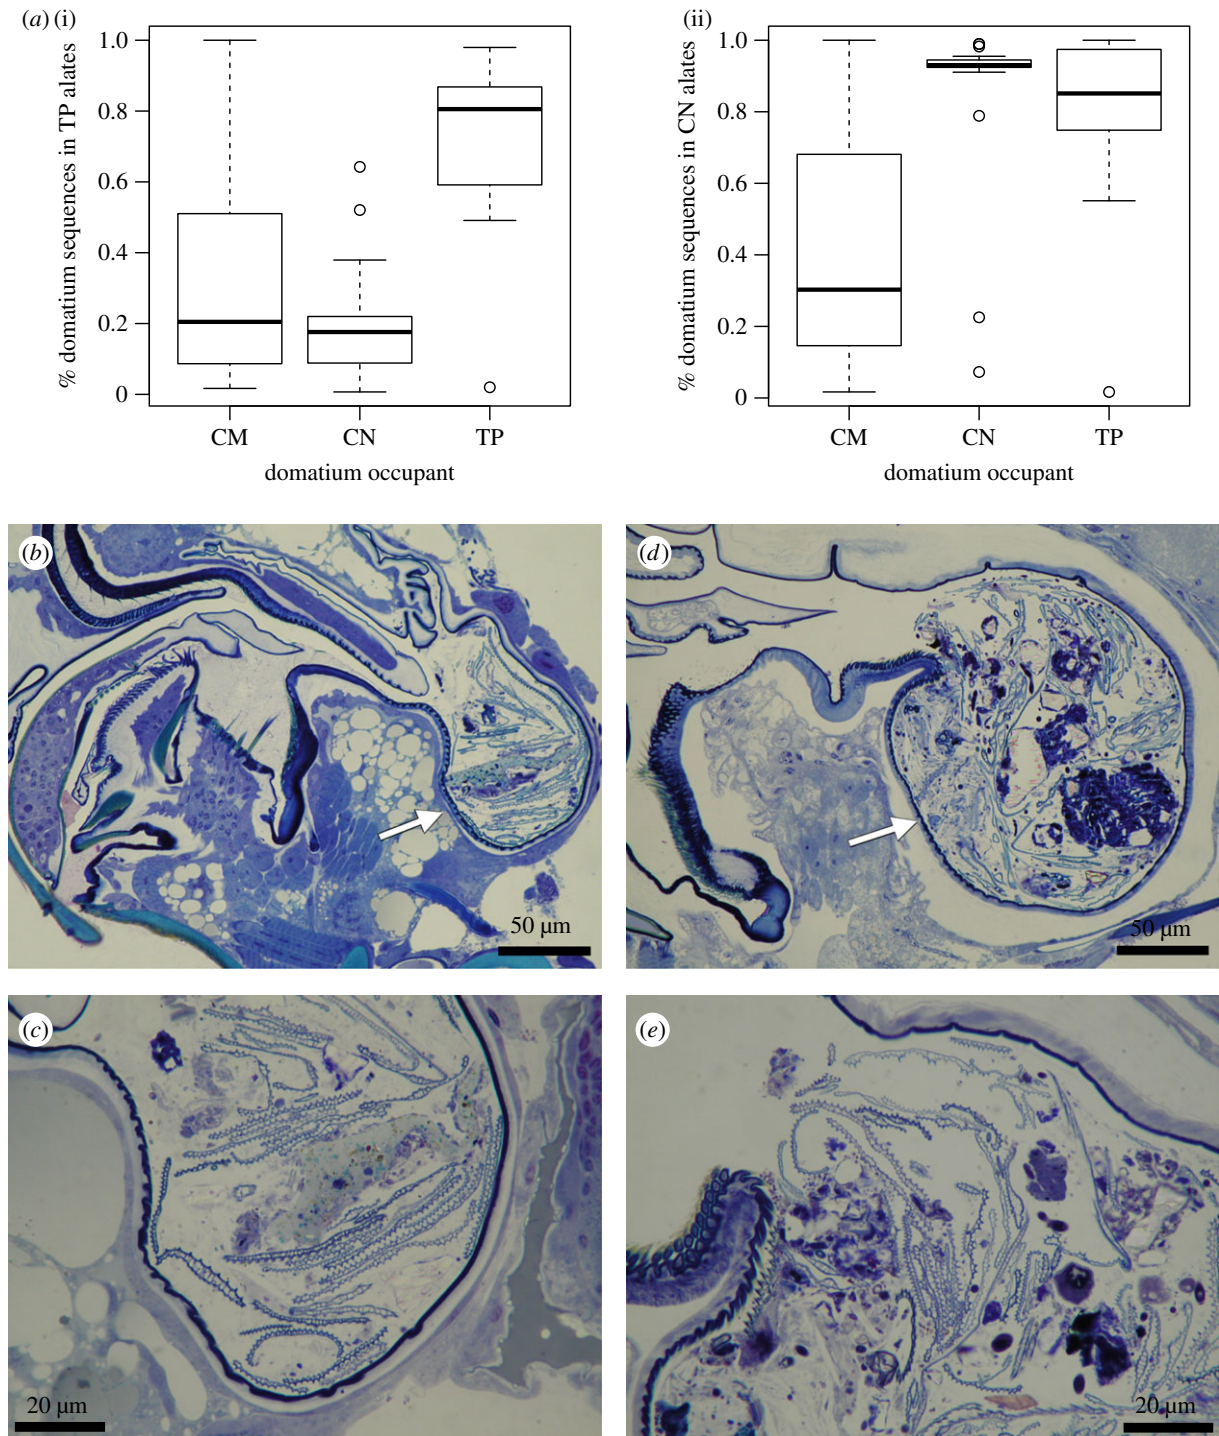 (a) (i)
% domatium sequences in TP alates
1.0
0.8
0.6
0.4
0.2
0
CM CN TP
domatium occupant
(ii)
% domatium sequences in CN alates
1.0
0.8
0.6
0.4
0.2
0
CM CN TP
domatium occupant
(b)
50 µm
(d)
50 µm
(c)
20 µm
(e)
20 µm